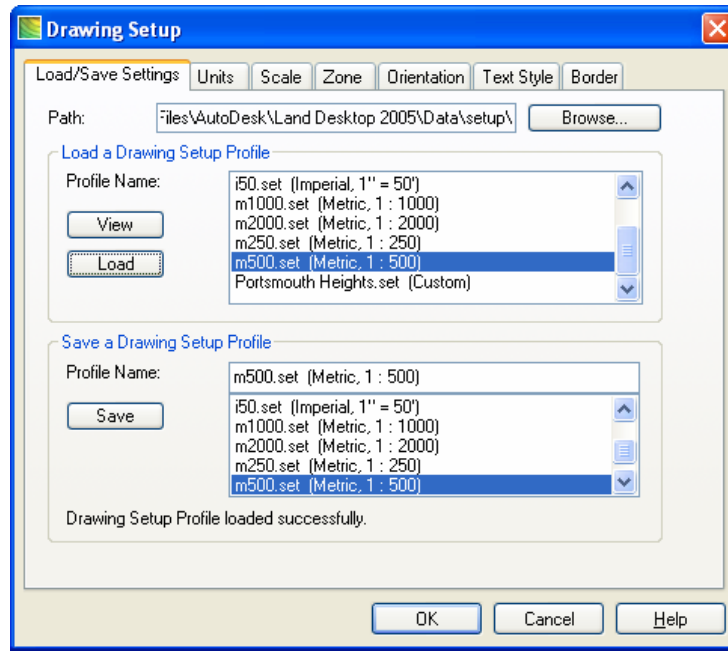 Drawing Setup
Load/Save Settings Units Scale Zone Orientation Text Style Border
Path: Files\AutoDesk\Land Desktop 2005\Data\setup\ Browse...
Load a Drawing Setup Profile
Profile Name:
View
Load
i50.set (Imperial, 1'' = 50')
m1000.set (Metric, 1 : 1000)
m2000.set (Metric, 1 : 2000)
m250.set (Metric, 1 : 250)
m500.set (Metric, 1 : 500)
Portsmouth Heights.set (Custom)
Save a Drawing Setup Profile
Profile Name:
Save
m500.set (Metric, 1 : 500)
i50.set (Imperial, 1'' = 50')
m1000.set (Metric, 1 : 1000)
m2000.set (Metric, 1 : 2000)
m250.set (Metric, 1 : 250)
m500.set (Metric, 1 : 500)
Drawing Setup Profile loaded successfully.
OK Cancel Help